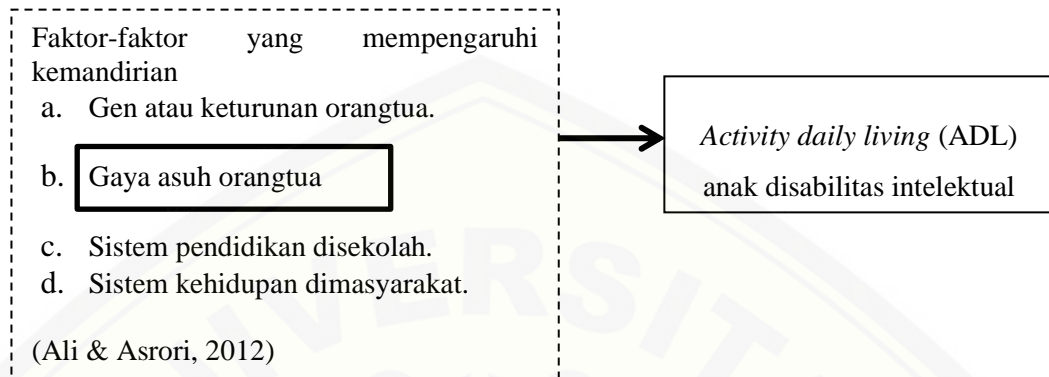 Faktor-faktor yang mempengaruhi
kemandirian
a. Gen atau keturunan orangtua.
b. Gaya asuh orangtua
c. Sistem pendidikan disekolah.
d. Sistem kehidupan dimasyarakat.
(Ali & Asrori, 2012)
Activity daily living (ADL)
anak disabilitas intelektual